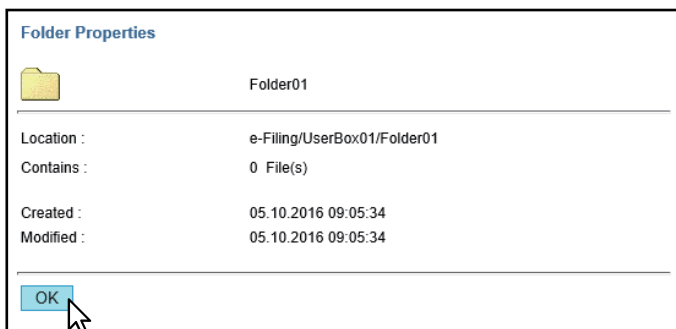 Folder Properties
Folder01
Location : e-Filing/UserBox01/Folder01
Contains : 0 File(s)
Created : 05.10.2016 09:05:34
Modified : 05.10.2016 09:05:34
OK